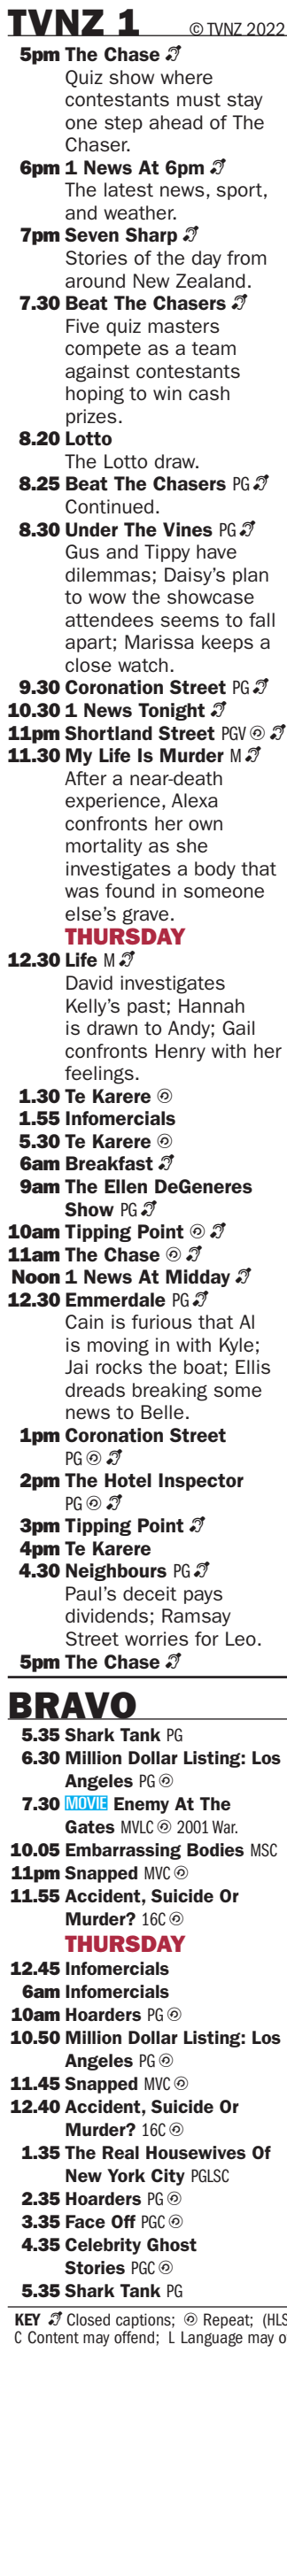 TVNZ 1 © TVNZ 2022
5pm The Chase
Quiz show where
contestants must stay
one step ahead of The
Chaser.
6pm 1 News At 6pm
The latest news, sport,
and weather.
7pm Seven Sharp
Stories of the day from
around New Zealand.
7.30 Beat The Chasers
Five quiz masters
compete as a team
against contestants
hoping to win cash
prizes.
8.20 Lotto
The Lotto draw.
8.25 Beat The Chasers PG
Continued.
8.30 Under The Vines PG
Gus and Tippy have
dilemmas; Daisy's plan
to wow the showcase
attendees seems to fall
apart; Marissa keeps a
close watch.
9.30 Coronation Street PG
10.30 1 News Tonight
11pm Shortland Street PGV
11.30 My Life Is Murder M
After a near-death
experience, Alexa
confronts her own
mortality as she
investigates a body that
was found in someone
else's grave.
THURSDAY
12.30 Life M
David investigates
Kelly's past; Hannah
is drawn to Andy; Gail
confronts Henry with her
feelings.
1.30 Te Karere
1.55 Infomercials
5.30 Te Karere
6am Breakfast
9am The Ellen DeGeneres
Show PG
10am Tipping Point
11am The Chase
Noon 1 News At Midday
12.30 Emmerdale PG
Cain is furious that Al
is moving in with Kyle;
Jai rocks the boat; Ellis
dreads breaking some
news to Belle.
1pm Coronation Street
PG
2pm The Hotel Inspector
PG
3pm Tipping Point
4pm Te Karere
4.30 Neighbours PG
Paul's deceit pays
dividends; Ramsay
Street worries for Leo.
5pm The Chase
BRAVO
5.35 Shark Tank PG
6.30 Million Dollar Listing: Los
Angeles PG
7.30 MOVIE Enemy At The
Gates MVLC 2001 War.
10.05 Embarrassing Bodies MSC
11pm Snapped MVC
11.55 Accident, Suicide Or
Murder? 16C
THURSDAY
12.45 Infomercials
6am Infomercials
10am Hoarders PG
10.50 Million Dollar Listing: Los
Angeles PG
11.45 Snapped MVC
12.40 Accident, Suicide Or
Murder? 16C
1.35 The Real Housewives Of
New York City PGLSC
2.35 Hoarders PG
3.35 Face Off PGC
4.35 Celebrity Ghost
Stories PGC
5.35 Shark Tank PG
KEY Closed captions; Repeat; (HLS
C Content may offend; L Language may o